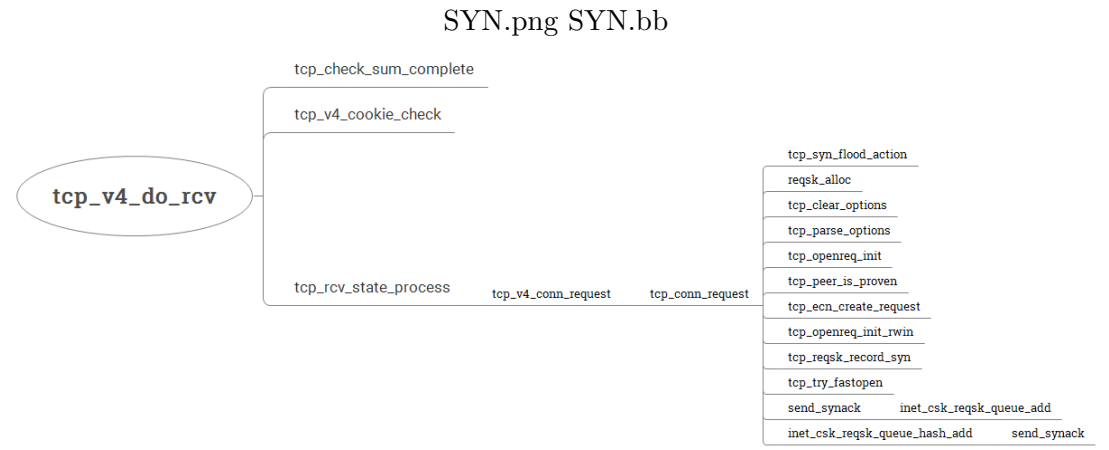 SYN.png SYN.bb
tcp_check_sum_complete
tcp_v4_cookie_check
tcp_v4_do_rcv
tcp_rcv_state_process
tcp_v4_conn_request
tcp_conn_request
tcp_syn_flood_action
reqsk_alloc
tcp_clear_options
tcp_parse_options
tcp_openreq_init
tcp_peer_is_proven
tcp_ecn_create_request
tcp_openreq_init_rwin
tcp_reqsk_record_syn
tcp_try_fastopen
send_synack inet_csk_reqsk_queue_add
inet_csk_reqsk_queue_hash_add send_synack